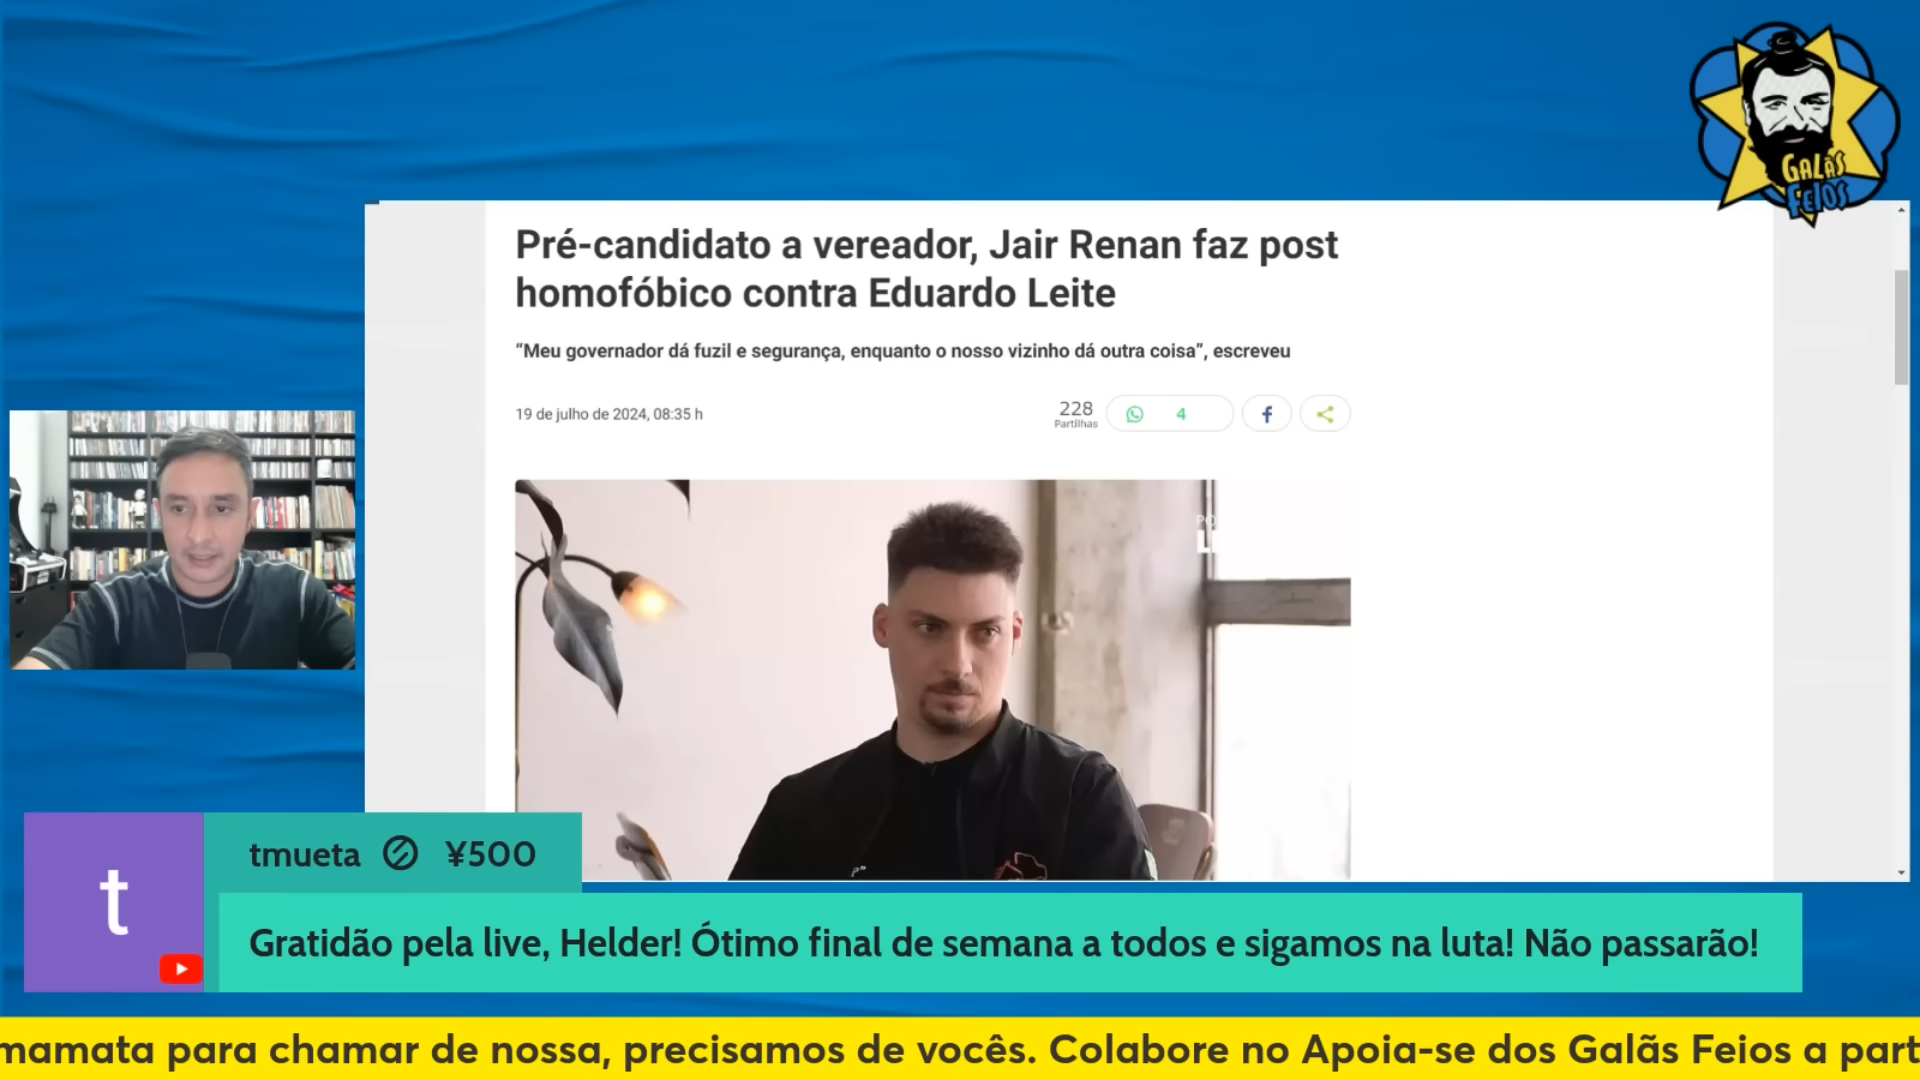 GALÃS
FEIOS
Pré-candidato a vereador, Jair Renan faz post
homofóbico contra Eduardo Leite
“Meu governador dá fuzil e segurança, enquanto o nosso vizinho dá outra coisa”, escreveu
19 de julho de 2024, 08:35 h
228
Partilhas
4
PO
L
t
tmueta ¥500
Gratidão pela live, Helder! Ótimo final de semana a todos e sigamos na luta! Não passarão!
mamata para chamar de nossa, precisamos de vocês. Colabore no Apoia-se dos Galãs Feios a part